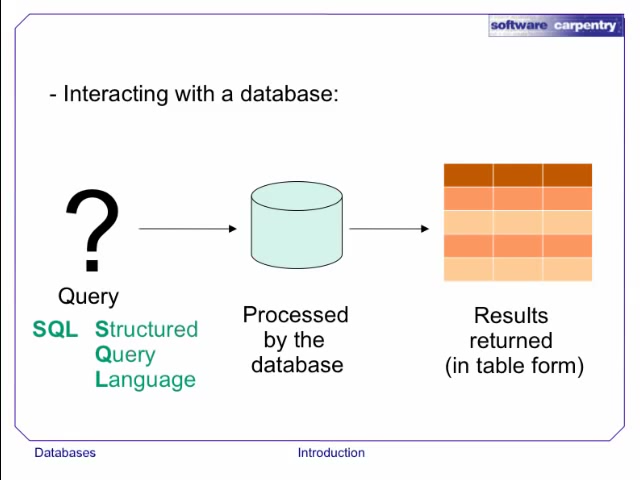 software carpentry
- Interacting with a database:
?
Query
SQL Structured
Query
Language
Processed
by the
database
Results
returned
(in table form)
Databases
Introduction